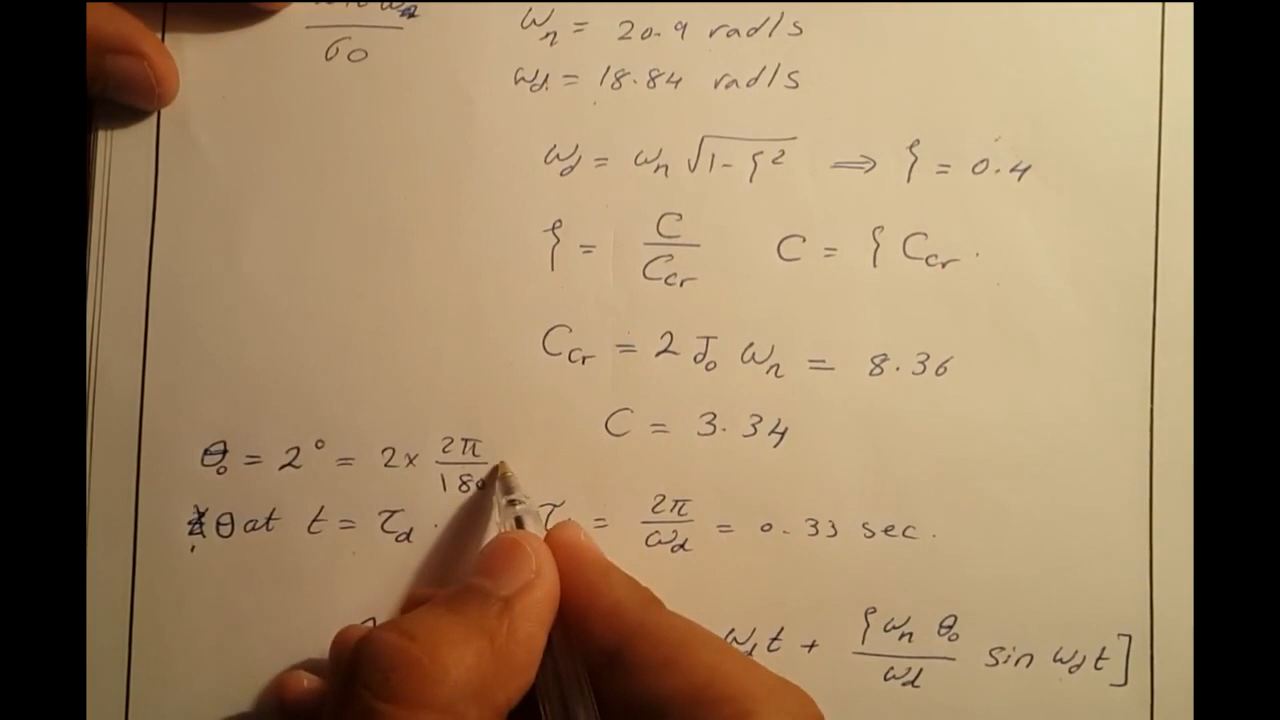 60
ωn = 20.9 rad/s
ωd = 18.84 rad/s
ωd = ωn √1-ζ² ⇒ ζ = 0.4
ζ = C/Ccr C = ζ Ccr.
Ccr = 2 J₀ ωn = 8.36
C = 3.34
θ₀ = 2° = 2 × 2π/180
θ at t = τd. τ = 2π/ωd = 0.33 sec.
ωd t + ζ ωn θ₀/ωd sin ωd t]